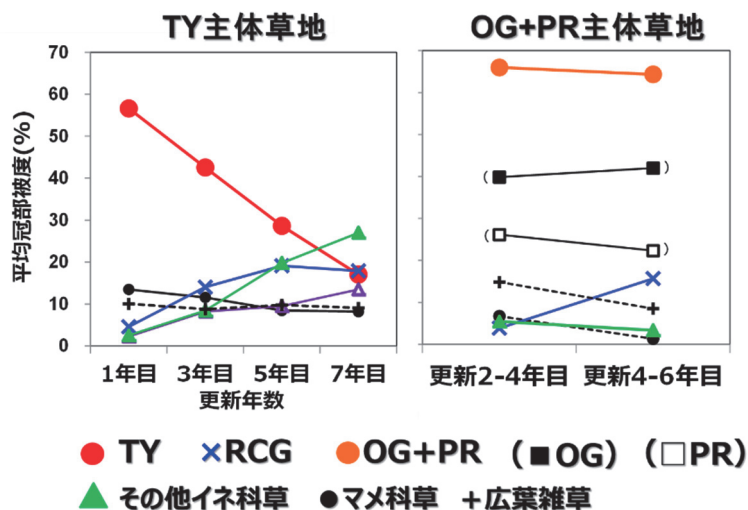 TY主体草地
OG+PR主体草地
平均冠部被度(%)
70
60
50
40
30
20
10
0
1年目 3年目 5年目 7年目
更新年数
( )
( )
更新2-4年目 更新4-6年目
TY ×RCG OG+PR (■OG) (□PR)
その他イネ科草 ●マメ科草 +広葉雑草